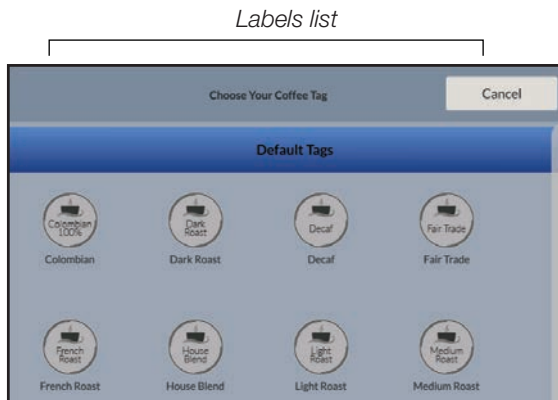 Labels list
Choose Your Coffee Tag
Cancel
Default Tags
Colombian
100%
Dark
Roast
Decaf
Fair Trade
Colombian
Dark Roast
Decaf
Fair Trade
French
Roast
House
Blend
Light
Roast
Medium
Roast
French Roast
House Blend
Light Roast
Medium Roast